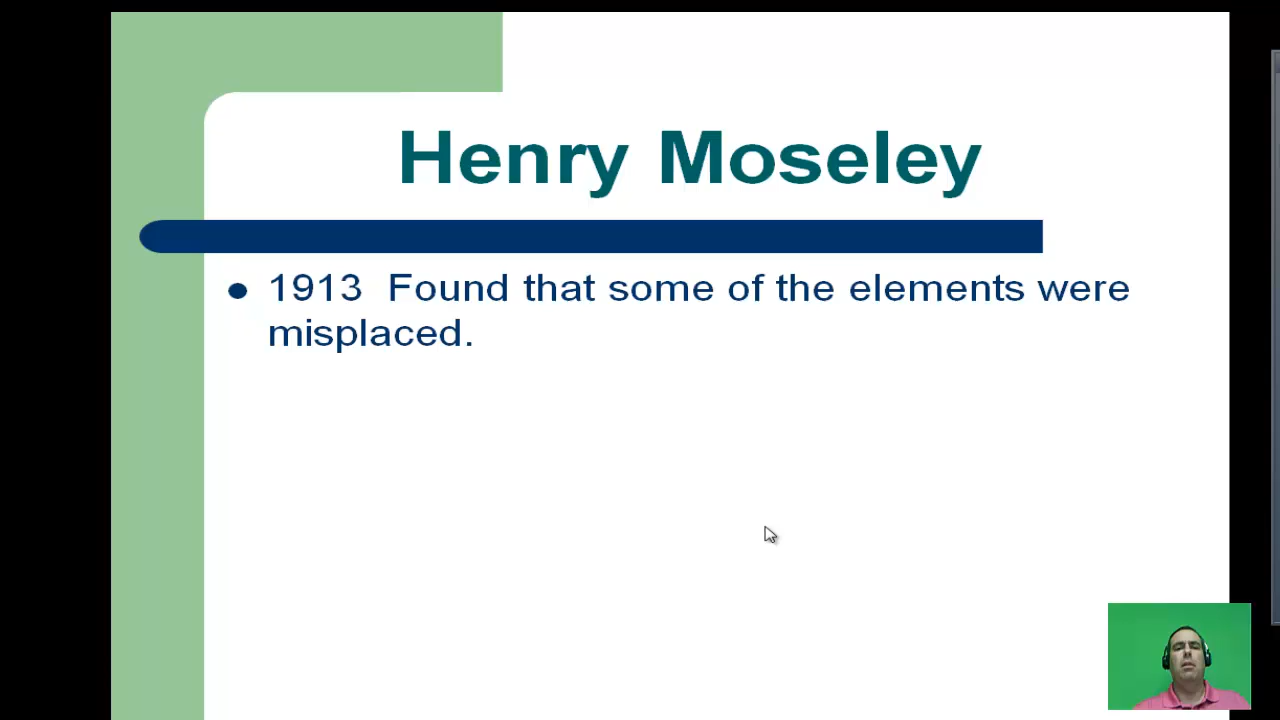 Henry Moseley
1913 Found that some of the elements were
misplaced.